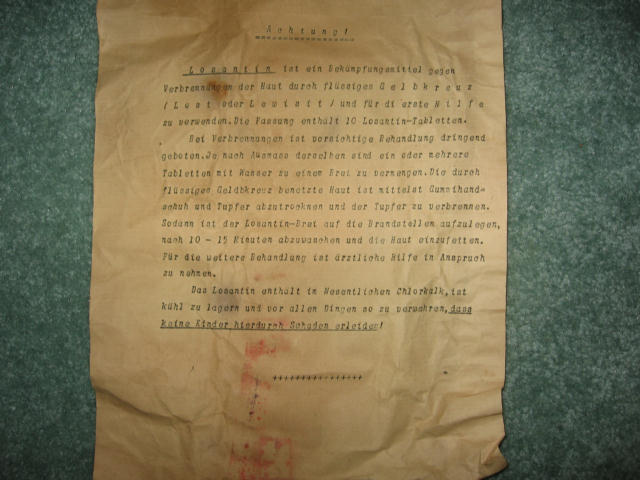 Achtung!
Losantin ist ein Bekämpfungsmittel gegen
Verbrennungen der Haut durch flüssiges Gelbkreuz
/Lost oder Lewisit/und für di erste Hilfe
zu verwenden.Die Fassung enthält 10 Losantin-Tabletten.
Bei Verbrennungen ist vorsichtige Behandlung dringend
geboten.Je nach Ausmass derselben sind ein oder mehrere
Tabletten mit Wasser zu einem Brei zu vermengen.Die durch
flüssiges Geldbkreuz benetzte Haut ist mittelst Gummihand=
schuh und Tupfer abzutrocknen und der Tupfer zu verbrennen.
Sodann ist der Losantin-Brei auf die Brandstellen aufzulegen,
nach 10 - 15 Minuten abzuwaschen und die Haut einzufetten.
Für die weitere Behandlung ist ärztliche Hilfe in Anspruch
zu nehmen.
Das Losantin enthält im Wesentlichen Chlorkalk,ist
kühl zu lagern und vor allen Dingen so zu verwahren,dass
keine Kinder hierdurch Schaden erleiden!
++++++++++++++++